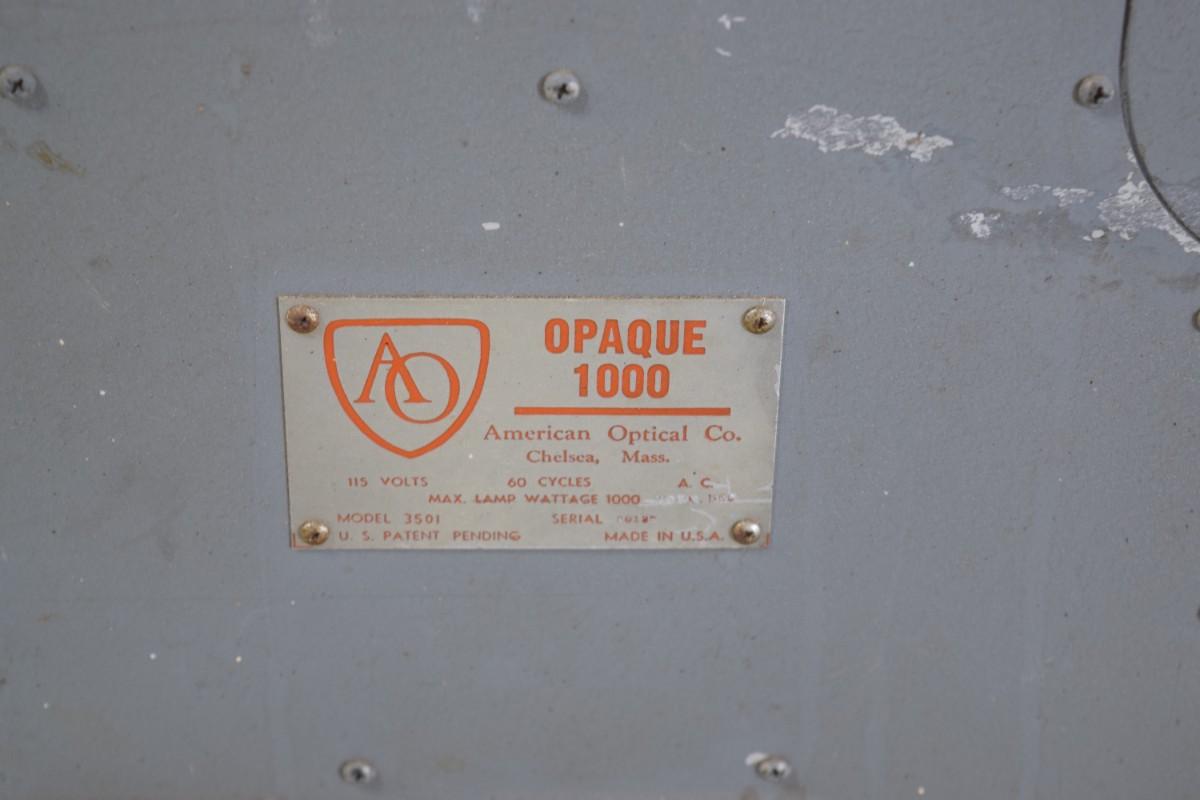 AO
OPAQUE
1000
American Optical Co.
Chelsea, Mass.
115 VOLTS 60 CYCLES A. C.
MAX. LAMP WATTAGE 1000
MODEL 3501 SERIAL
U. S. PATENT PENDING MADE IN U.S.A.